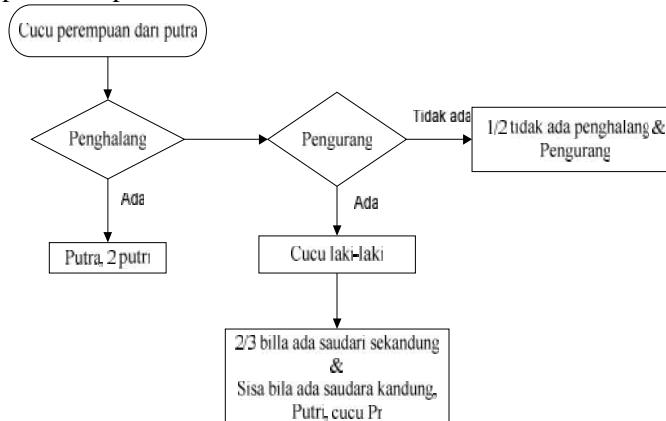 Cucu perempuan dari putra
Penghalang
Pengurang
Tidak ada
1/2 tidak ada penghalang &
Pengurang
Ada
Ada
Putra, 2 putri
Cucu laki-laki
2/3 billa ada saudari sekandung
&
Sisa bila ada saudara kandung,
Putri, cucu Pr